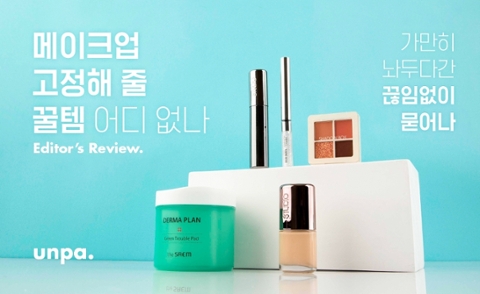 메이크업
고정해 줄
꿀템 어디 없나
Editor's Review.
가만히
놔두다간
끊임없이
묻어나
DERMA PLAN
the SAEM
STUDIO
unpa.